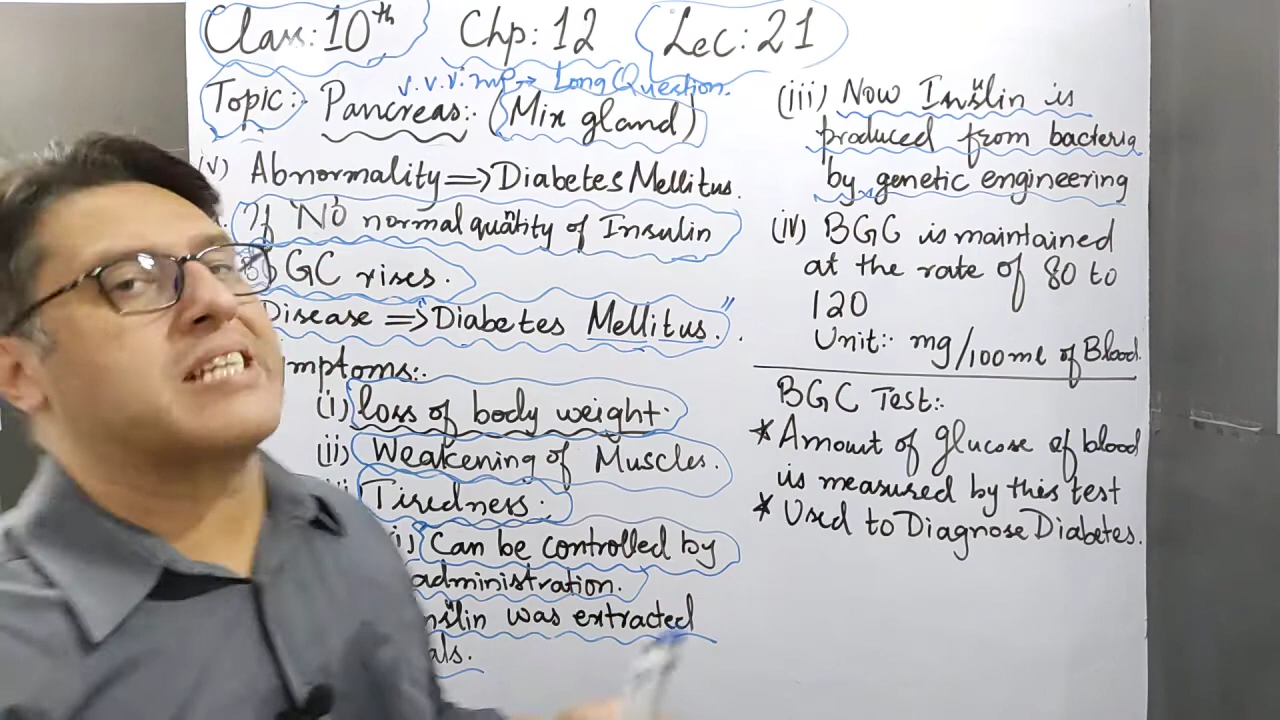 Class: 10th Chp: 12 Lec: 21
v.v.v. imp → Long Question.
Topic: Pancreas: (Mix gland)
(v) Abnormality => Diabetes Mellitus.
If No normal quantity of Insulin
BGC rises.
Disease => "Diabetes Mellitus."
mptoms:
(i) loss of body weight.
(ii) Weakening of Muscles.
Tiredness.
Can be controlled by
administration.
was extracted
als.
(iii) Now Insulin is
produced from bacteria
by genetic engineering
(iv) BGC is maintained
at the rate of 80 to
120
Unit: mg/100ml of Blood.
BGC Test:
* Amount of glucose of blood
is measured by this test
* Used to Diagnose Diabetes.